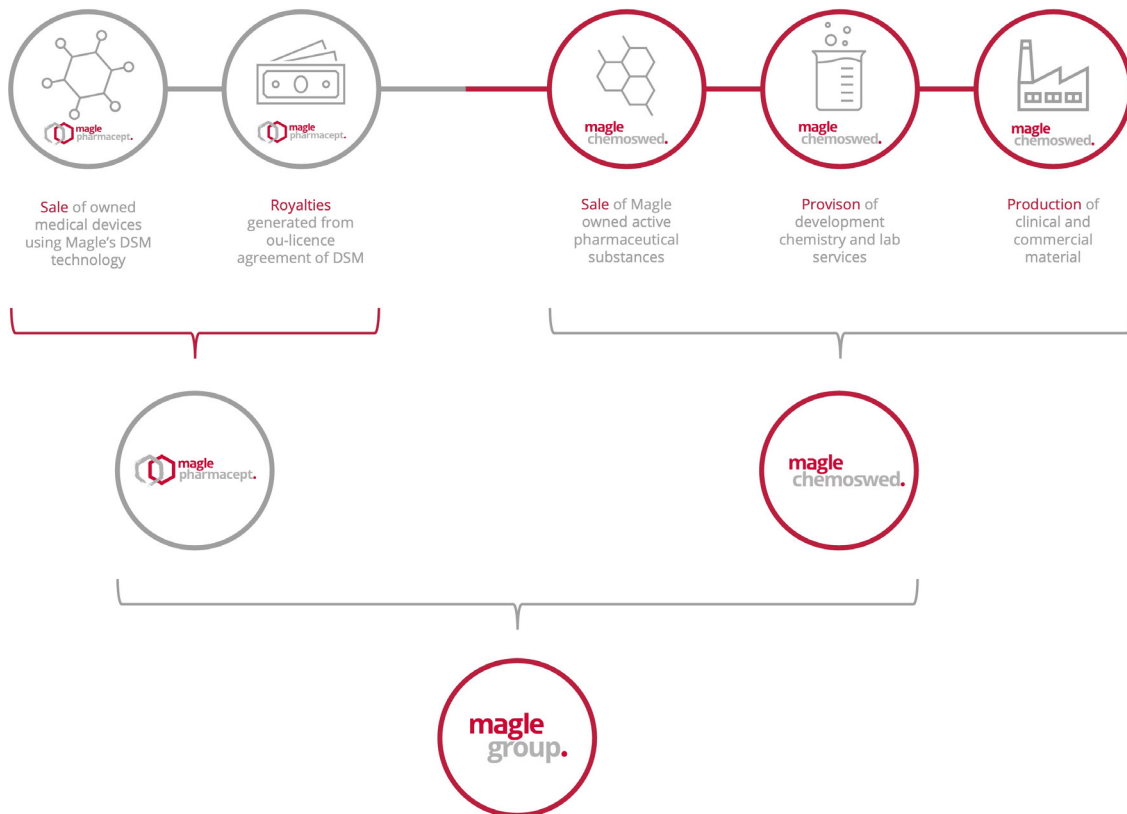 magle
pharmacept.
magle
pharmacept.
magle
chemoswed.
magle
chemoswed.
magle
chemoswed.
Sale of owned
medical devices
using Magle's DSM
technology
Royalties
generated from
ou-licence
agreement of DSM
Sale of Magle
owned active
pharmaceutical
substances
Provison of
development
chemistry and lab
services
Production of
clinical and
commercial
material
magle
pharmacept.
magle
chemoswed.
magle
group.